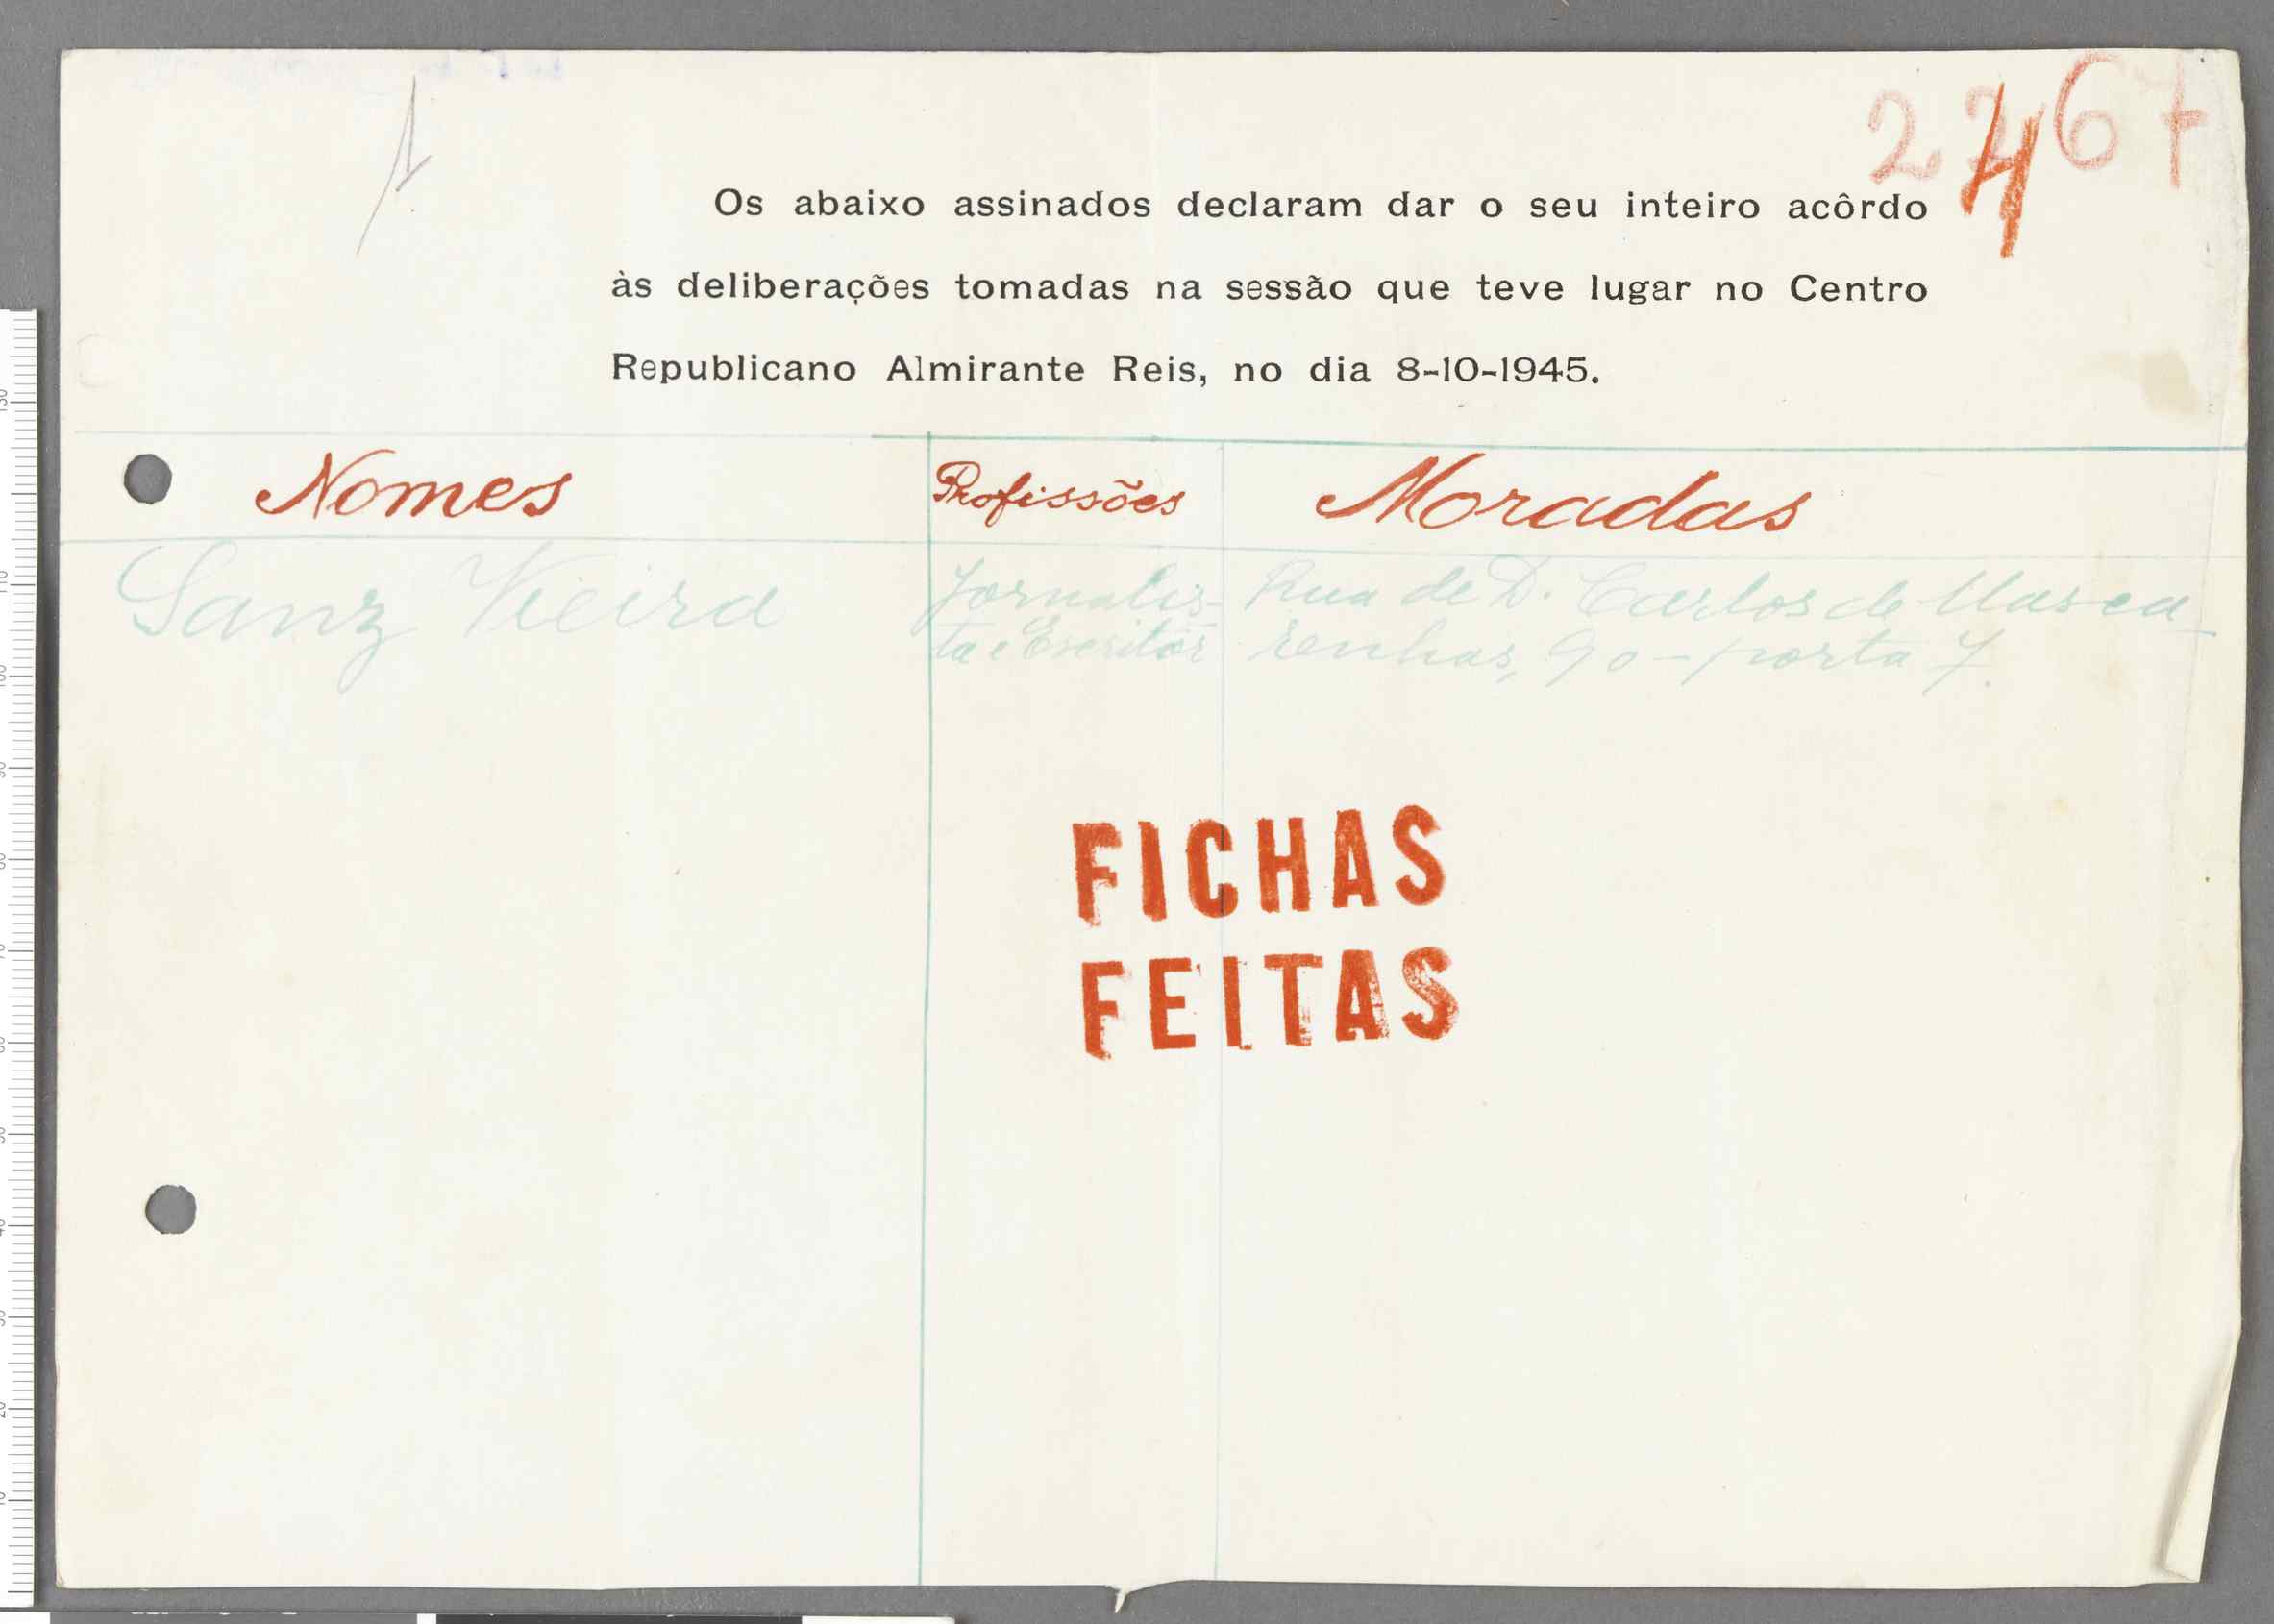 2767
1
Os abaixo assinados declaram dar o seu inteiro acôrdo
às deliberações tomadas na sessão que teve lugar no Centro
Republicano Almirante Reis, no dia 8-10-1945.
Nomes Profissões Moradas
Sanz Vieira Jornalis- Rua de D. Carlos de Masca-
ta e Escritor renhas, 90 - porta 7.
FICHAS
FEITAS